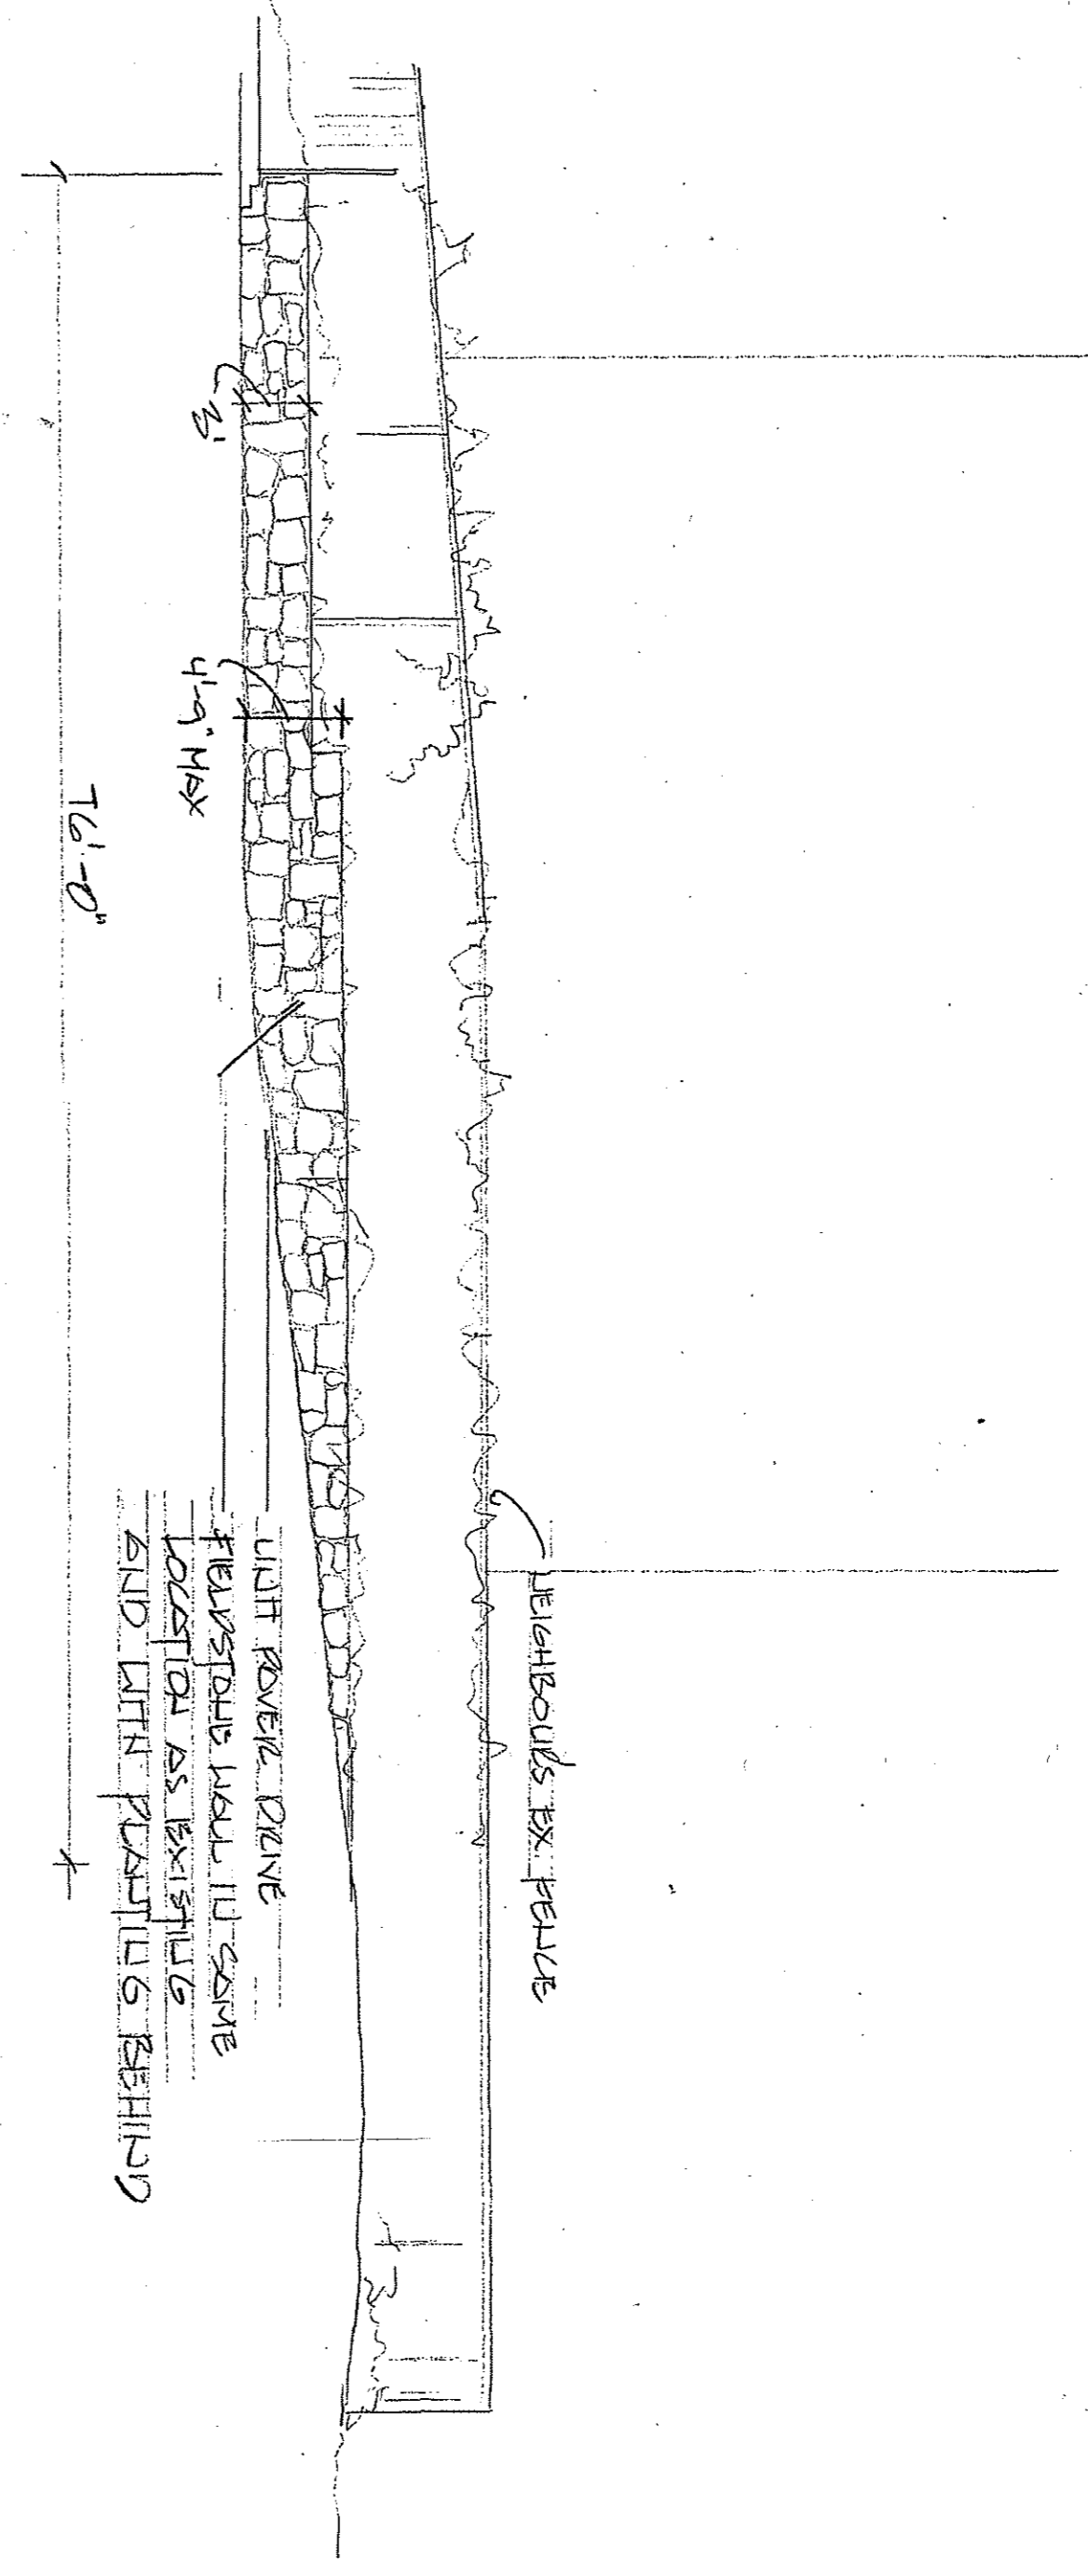 NEIGHBOURS EX. FENCE
3'
4'-9" MAX
76'-0"
UNIT PAVER DRIVE
FIELDSTONE WALL IN SAME
LOCATION AS EXISTING
AND WITH PLANTING BEHIND